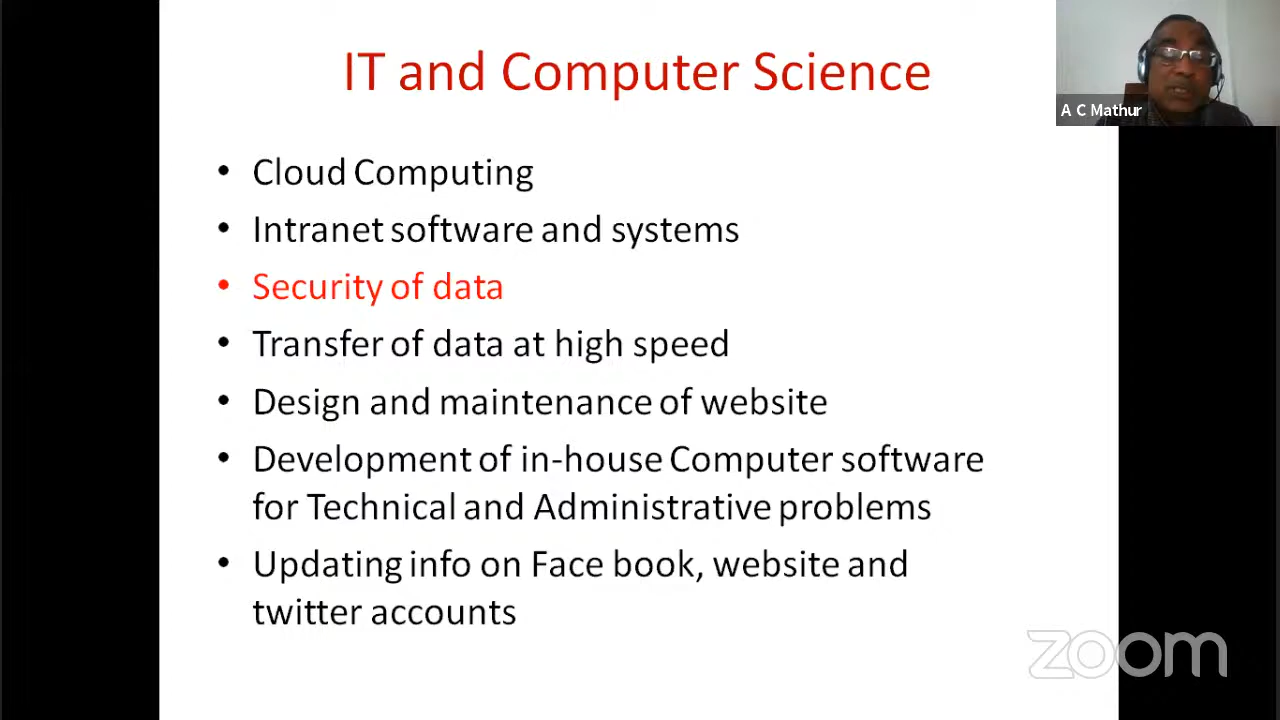 IT and Computer Science
A C Mathur
• Cloud Computing
• Intranet software and systems
• Security of data
• Transfer of data at high speed
• Design and maintenance of website
• Development of in-house Computer software
for Technical and Administrative problems
• Updating info on Face book, website and
twitter accounts
zoom